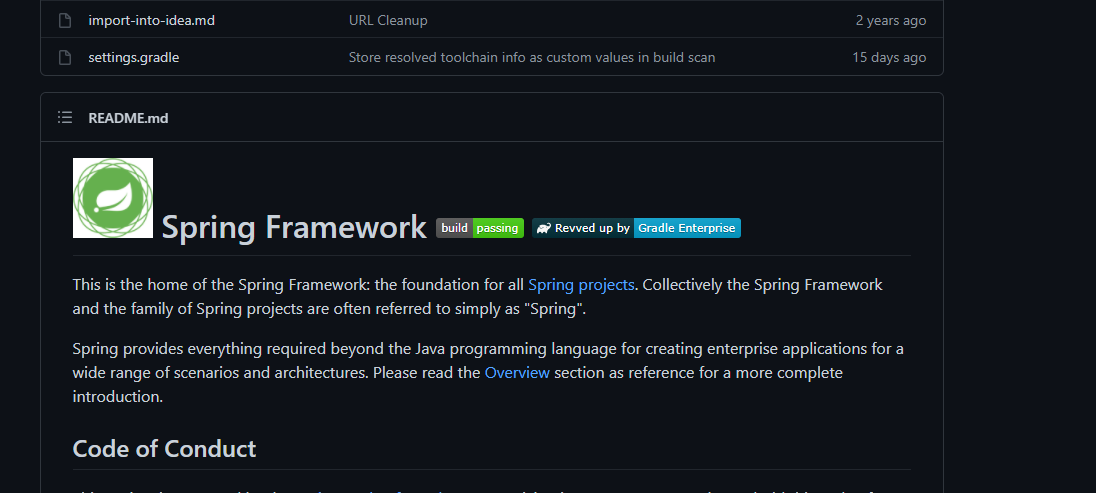 import-into-idea.md URL Cleanup 2 years ago
settings.gradle Store resolved toolchain info as custom values in build scan 15 days ago
README.md
Spring Framework build passing Revved up by Gradle Enterprise
This is the home of the Spring Framework: the foundation for all Spring projects. Collectively the Spring Framework
and the family of Spring projects are often referred to simply as "Spring".
Spring provides everything required beyond the Java programming language for creating enterprise applications for a
wide range of scenarios and architectures. Please read the Overview section as reference for a more complete
introduction.
Code of Conduct